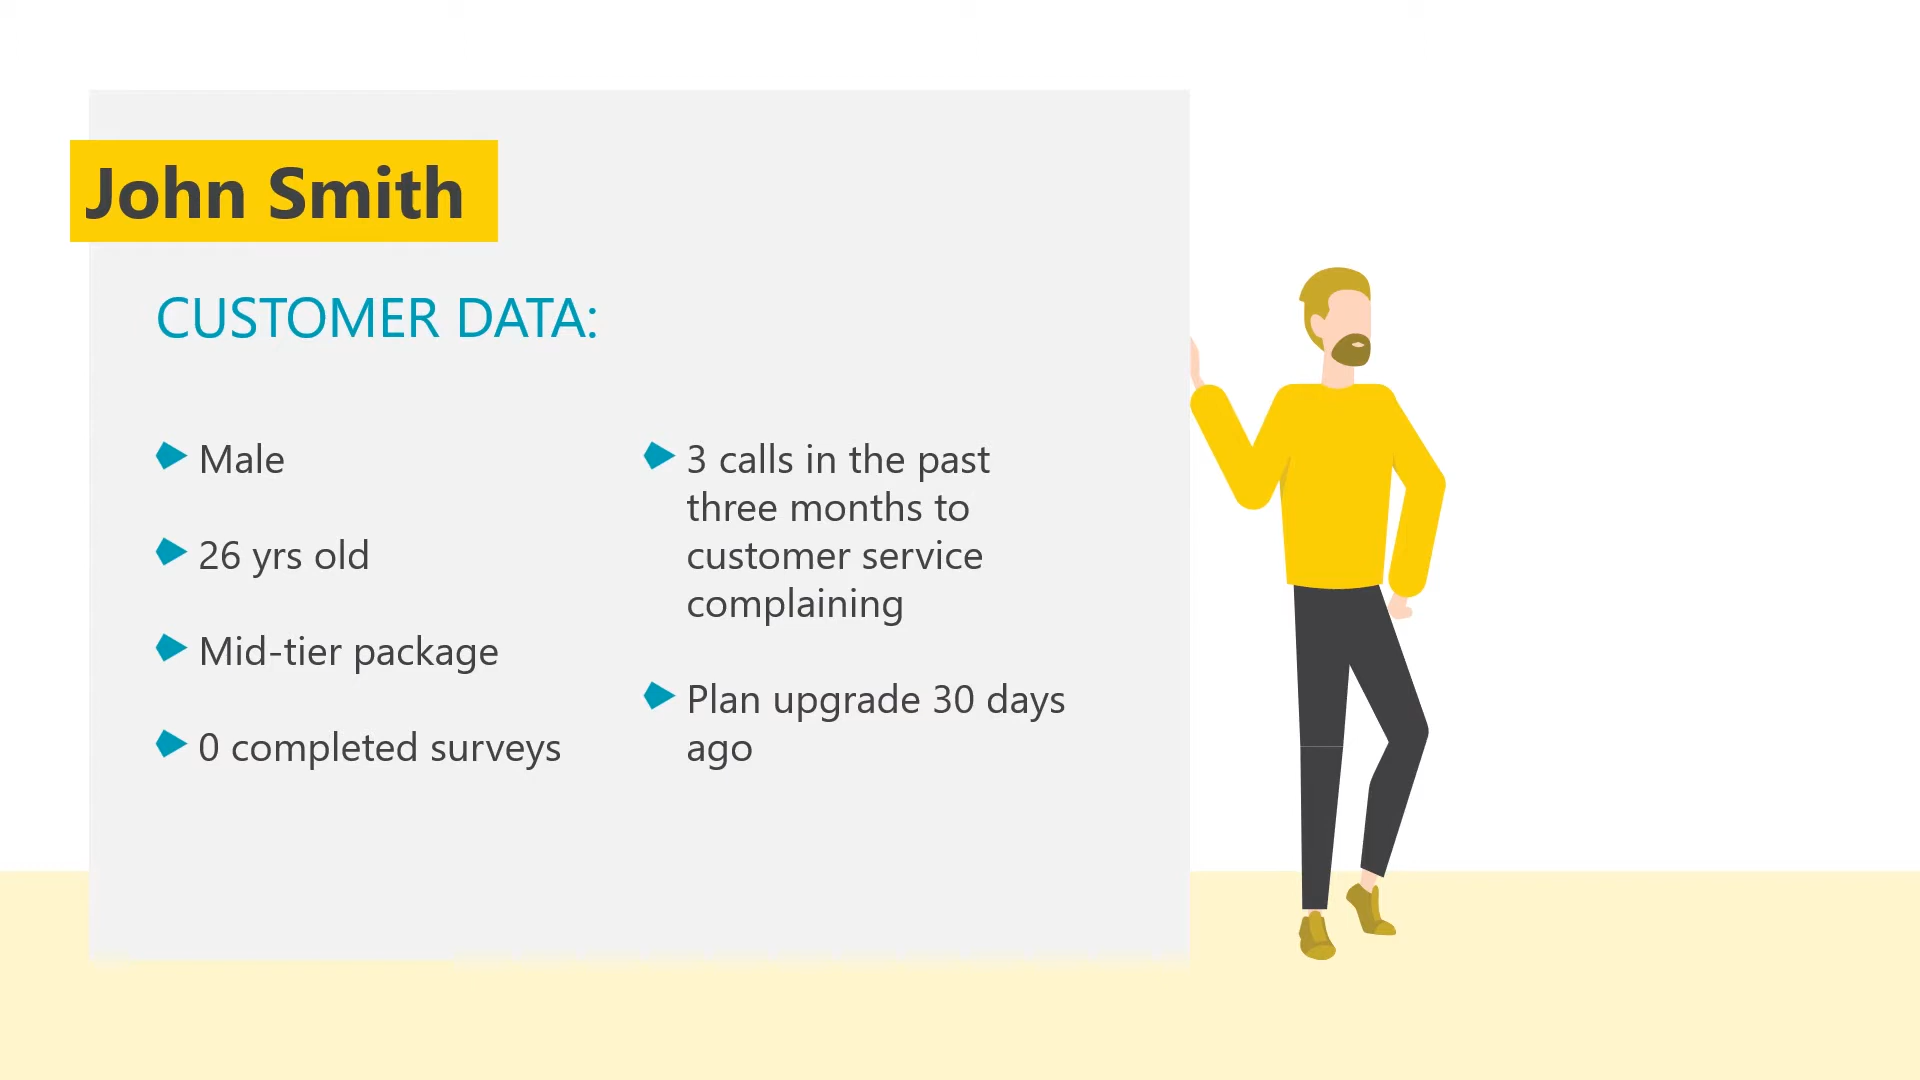 John Smith
CUSTOMER DATA:
Male
26 yrs old
Mid-tier package
0 completed surveys
3 calls in the past
three months to
customer service
complaining
Plan upgrade 30 days
ago